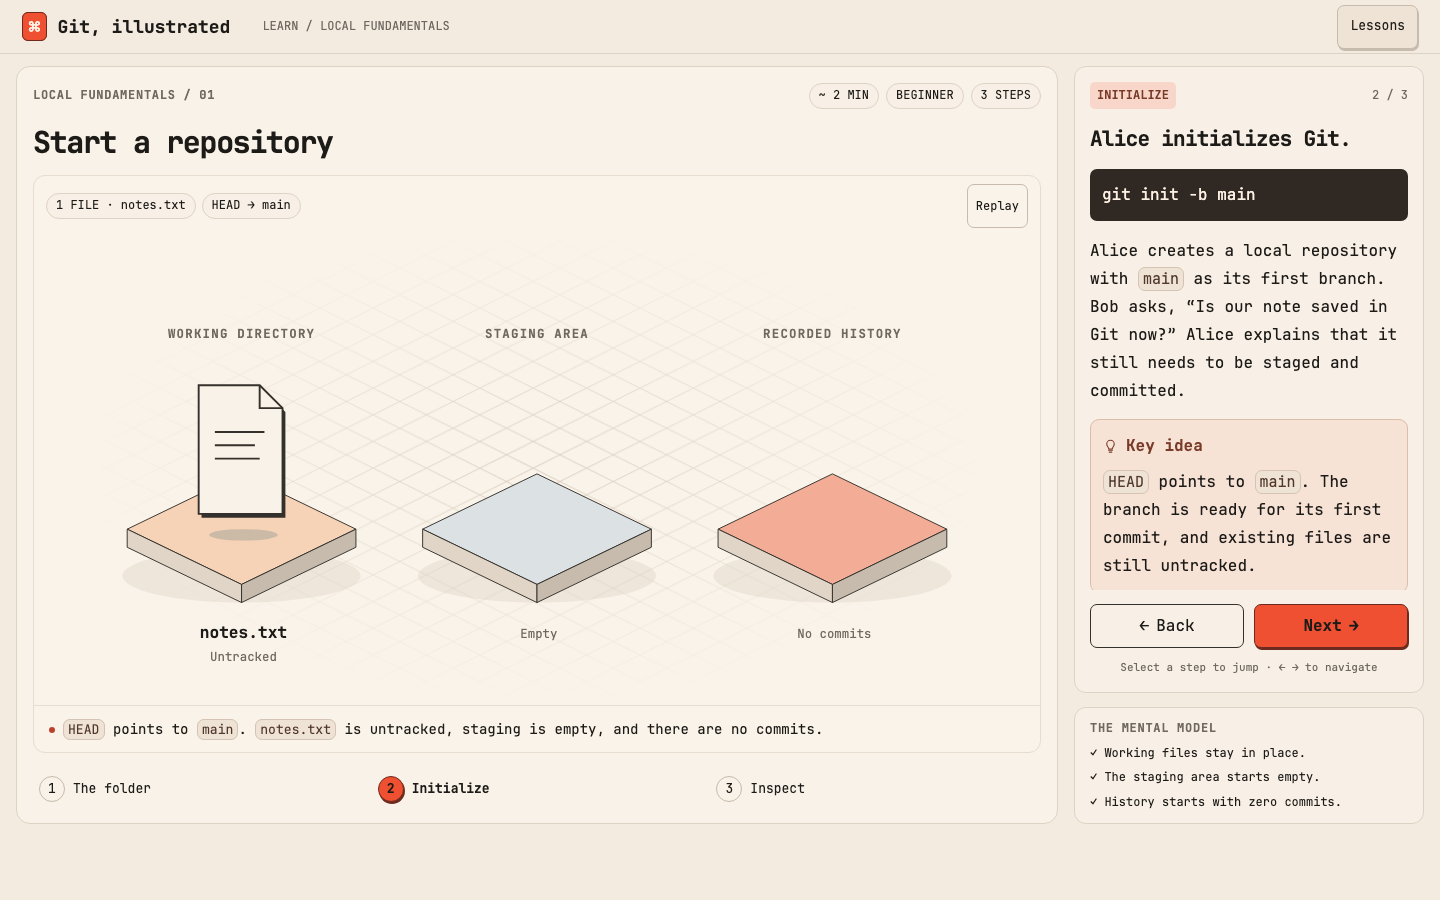 ⌘ Git, illustrated
LEARN / LOCAL FUNDAMENTALS
Lessons
LOCAL FUNDAMENTALS / 01
~ 2 MIN
BEGINNER
3 STEPS
Start a repository
1 FILE · notes.txt
HEAD → main
Replay
WORKING DIRECTORY
STAGING AREA
RECORDED HISTORY
notes.txt
Untracked
Empty
No commits
HEAD points to main. notes.txt is untracked, staging is empty, and there are no commits.
1 The folder
2 Initialize
3 Inspect
INITIALIZE
2 / 3
Alice initializes Git.
git init -b main
Alice creates a local repository
with main as its first branch.
Bob asks, “Is our note saved in
Git now?” Alice explains that it
still needs to be staged and
committed.
Key idea
HEAD points to main. The
branch is ready for its first
commit, and existing files are
still untracked.
← Back
Next →
Select a step to jump · ← → to navigate
THE MENTAL MODEL
✓ Working files stay in place.
✓ The staging area starts empty.
✓ History starts with zero commits.